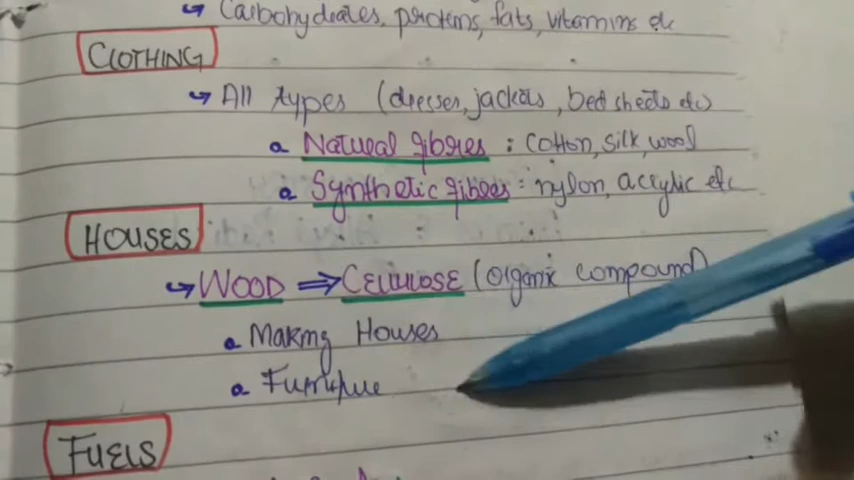 ↳ Carbohydrates, proteins, fats, vitamins etc
CLOTHING
↳ All types (dresses, jackets, bed sheets etc)
Natural fibres : cotton, silk, wool
Synthetic fibres : nylon, acrylic etc
HOUSES
↳ WOOD ⇒ CELLULOSE (Organic compound)
Making Houses
Furniture
FUELS